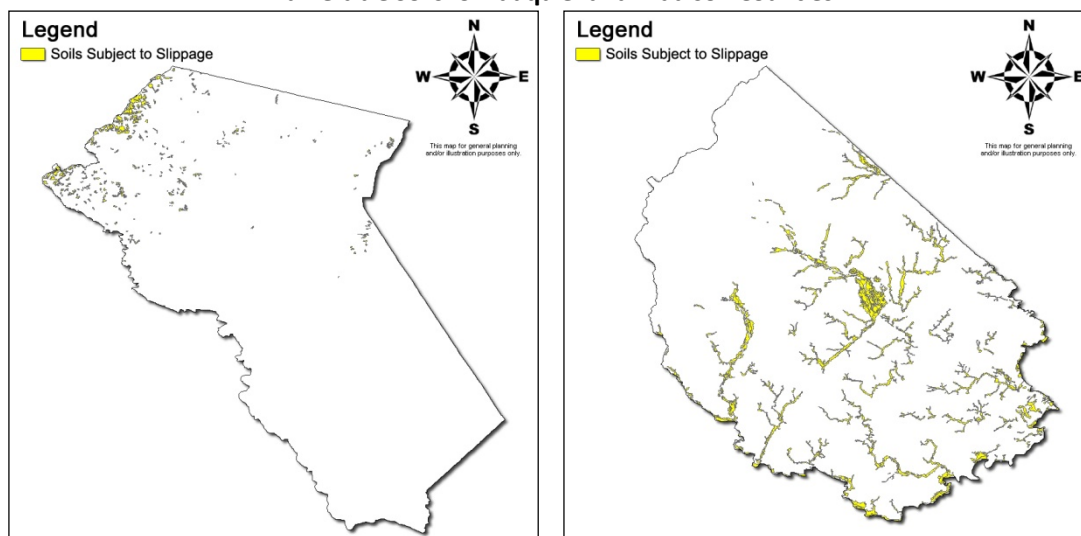 Legend
Soils Subject to Slippage
N
W
E
S
This map for general planning
and/or illustration purposes only.
Legend
Soils Subject to Slippage
N
W
E
S
This map for general planning
and/or illustration purposes only.